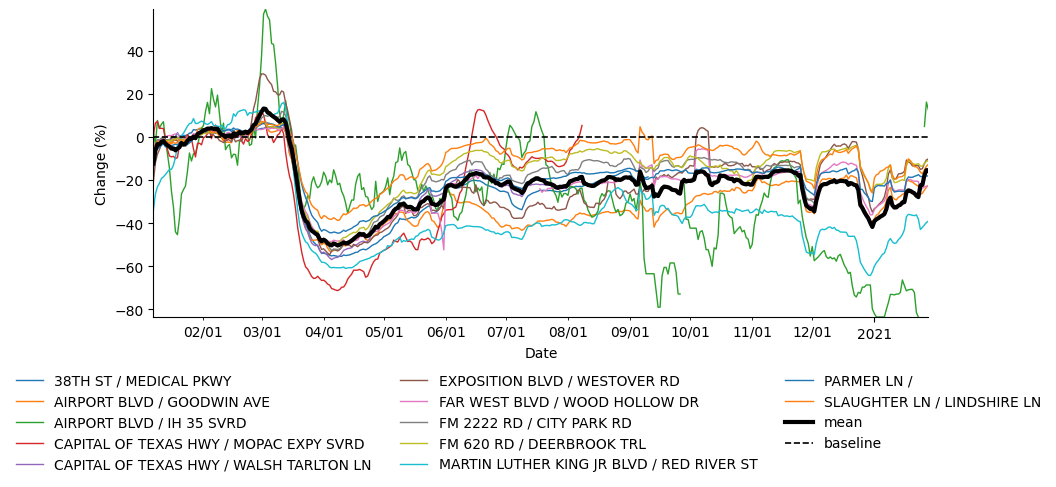 40
20
0
−20
−40
−60
−80
Change (%)
02/01 03/01 04/01 05/01 06/01 07/01 08/01 09/01 10/01 11/01 12/01 2021
Date
38TH ST / MEDICAL PKWY
AIRPORT BLVD / GOODWIN AVE
AIRPORT BLVD / IH 35 SVRD
CAPITAL OF TEXAS HWY / MOPAC EXPY SVRD
CAPITAL OF TEXAS HWY / WALSH TARLTON LN
EXPOSITION BLVD / WESTOVER RD
FAR WEST BLVD / WOOD HOLLOW DR
FM 2222 RD / CITY PARK RD
FM 620 RD / DEERBROOK TRL
MARTIN LUTHER KING JR BLVD / RED RIVER ST
PARMER LN /
SLAUGHTER LN / LINDSHIRE LN
mean
baseline